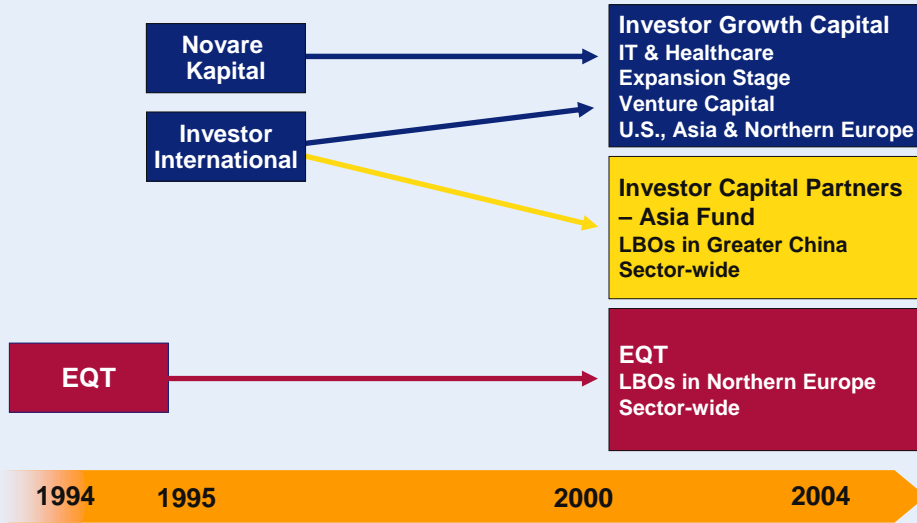 Novare
Kapital
Investor
International
EQT
Investor Growth Capital
IT & Healthcare
Expansion Stage
Venture Capital
U.S., Asia & Northern Europe
Investor Capital Partners
– Asia Fund
LBOs in Greater China
Sector-wide
EQT
LBOs in Northern Europe
Sector-wide
1994 1995 2000 2004